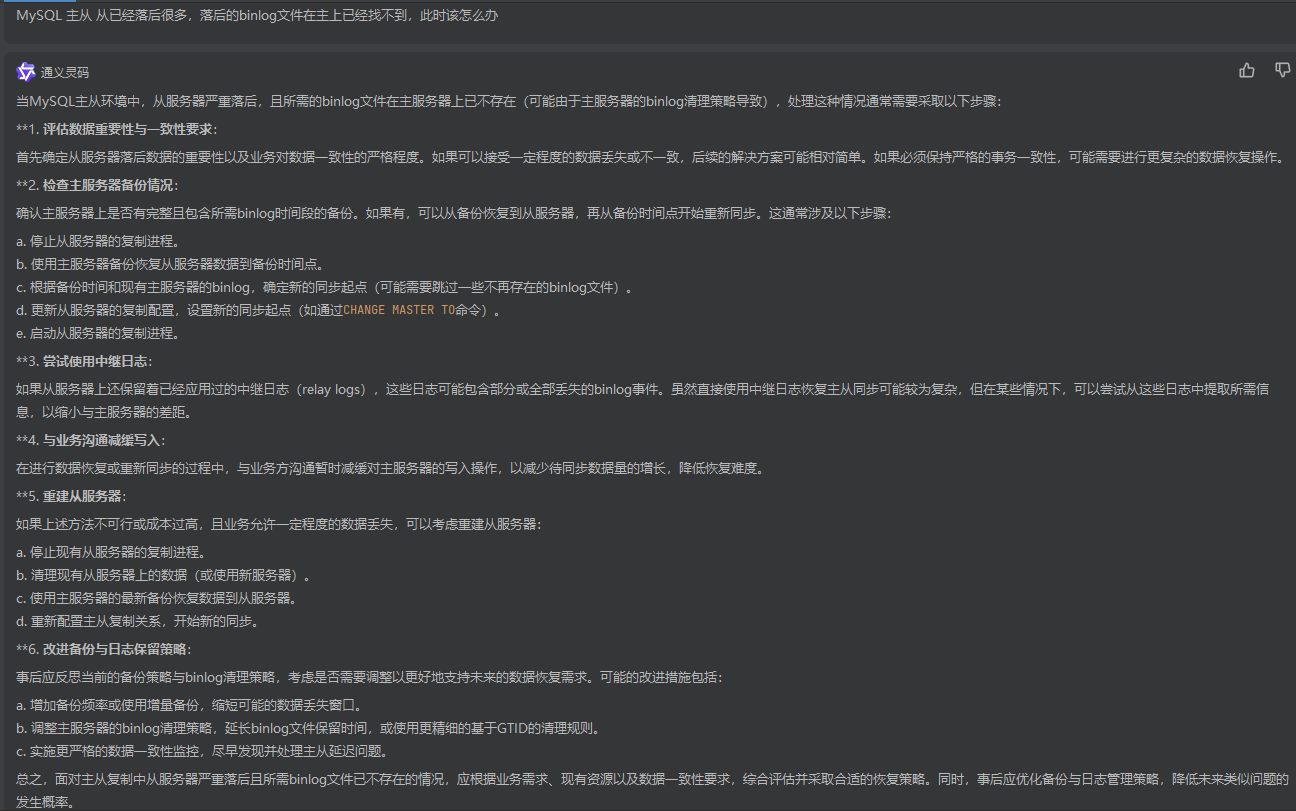 MySQL 主从 从已经落后很多，落后的binlog文件在主上已经找不到，此时该怎么办
通义灵码
当MySQL主从环境中，从服务器严重落后，且所需的binlog文件在主服务器上已不存在（可能由于主服务器的binlog清理策略导致），处理这种情况通常需要采取以下步骤：
**1. 评估数据重要性与一致性要求：
首先确定从服务器落后数据的重要性以及业务对数据一致性的严格程度。如果可以接受一定程度的数据丢失或不一致，后续的解决方案可能相对简单。如果必须保持严格的事务一致性，可能需要进行更复杂的数据恢复操作。
**2. 检查主服务器备份情况：
确认主服务器上是否有完整且包含所需binlog时间段的备份。如果有，可以从备份恢复到从服务器，再从备份时间点开始重新同步。这通常涉及以下步骤：
a. 停止从服务器的复制进程。
b. 使用主服务器备份恢复从服务器数据到备份时间点。
c. 根据备份时间和现有主服务器的binlog，确定新的同步起点（可能需要跳过一些不再存在的binlog文件）。
d. 更新从服务器的复制配置，设置新的同步起点（如通过CHANGE MASTER TO命令）。
e. 启动从服务器的复制进程。
**3. 尝试使用中继日志：
如果从服务器上还保留着已经应用过的中继日志（relay logs），这些日志可能包含部分或全部丢失的binlog事件。虽然直接使用中继日志恢复主从同步可能较为复杂，但在某些情况下，可以尝试从这些日志中提取所需信
息，以缩小与主服务器的差距。
**4. 与业务沟通减缓写入：
在进行数据恢复或重新同步的过程中，与业务方沟通暂时减缓对主服务器的写入操作，以减少待同步数据量的增长，降低恢复难度。
**5. 重建从服务器：
如果上述方法不可行或成本过高，且业务允许一定程度的数据丢失，可以考虑重建从服务器：
a. 停止现有从服务器的复制进程。
b. 清理现有从服务器上的数据（或使用新服务器）。
c. 使用主服务器的最新备份恢复数据到从服务器。
d. 重新配置主从复制关系，开始新的同步。
**6. 改进备份与日志保留策略：
事后应反思当前的备份策略与binlog清理策略，考虑是否需要调整以更好地支持未来的数据恢复需求。可能的改进措施包括：
a. 增加备份频率或使用增量备份，缩短可能的数据丢失窗口。
b. 调整主服务器的binlog清理策略，延长binlog文件保留时间，或使用更精细的基于GTID的清理规则。
c. 实施更严格的数据一致性监控，尽早发现并处理主从延迟问题。
总之，面对主从复制中从服务器严重落后且所需binlog文件已不存在的情况，应根据业务需求、现有资源以及数据一致性要求，综合评估并采取合适的恢复策略。同时，事后应优化备份与日志管理策略，降低未来类似问题的
发生概率。